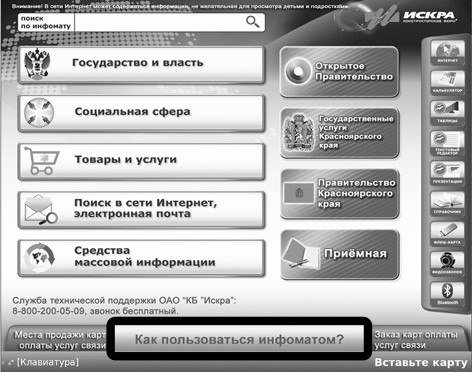 Внимание! В сети Интернет может содержаться информация, не желательная для просмотра детьми и подростками.
поиск
по инфомату
ИСКРА
КОНСТРУКТОРСКОЕ БЮРО
Государство и власть
Социальная сфера
Товары и услуги
Поиск в сети Интернет,
электронная почта
Средства
массовой информации
Открытое
Правительство
Государственные
услуги
Красноярского
края
Правительство
Красноярского
края
Приёмная
ИНТЕРНЕТ
КАЛЬКУЛЯТОР
ТАБЛИЦЫ
ТЕКСТОВЫЙ
РЕДАКТОР
ПРЕЗЕНТАЦИИ
СПРАВОЧНИК
ФЛЕШ-КАРТА
ВИДЕОЗВОНОК
Bluetooth
Служба технической поддержки ОАО "КБ "Искра":
8-800-200-05-09, звонок бесплатный.
Места продажи карт
оплаты услуг связи
Как пользоваться инфоматом?
Заказ карт оплаты
услуг связи
[Клавиатура]
Вставьте карту